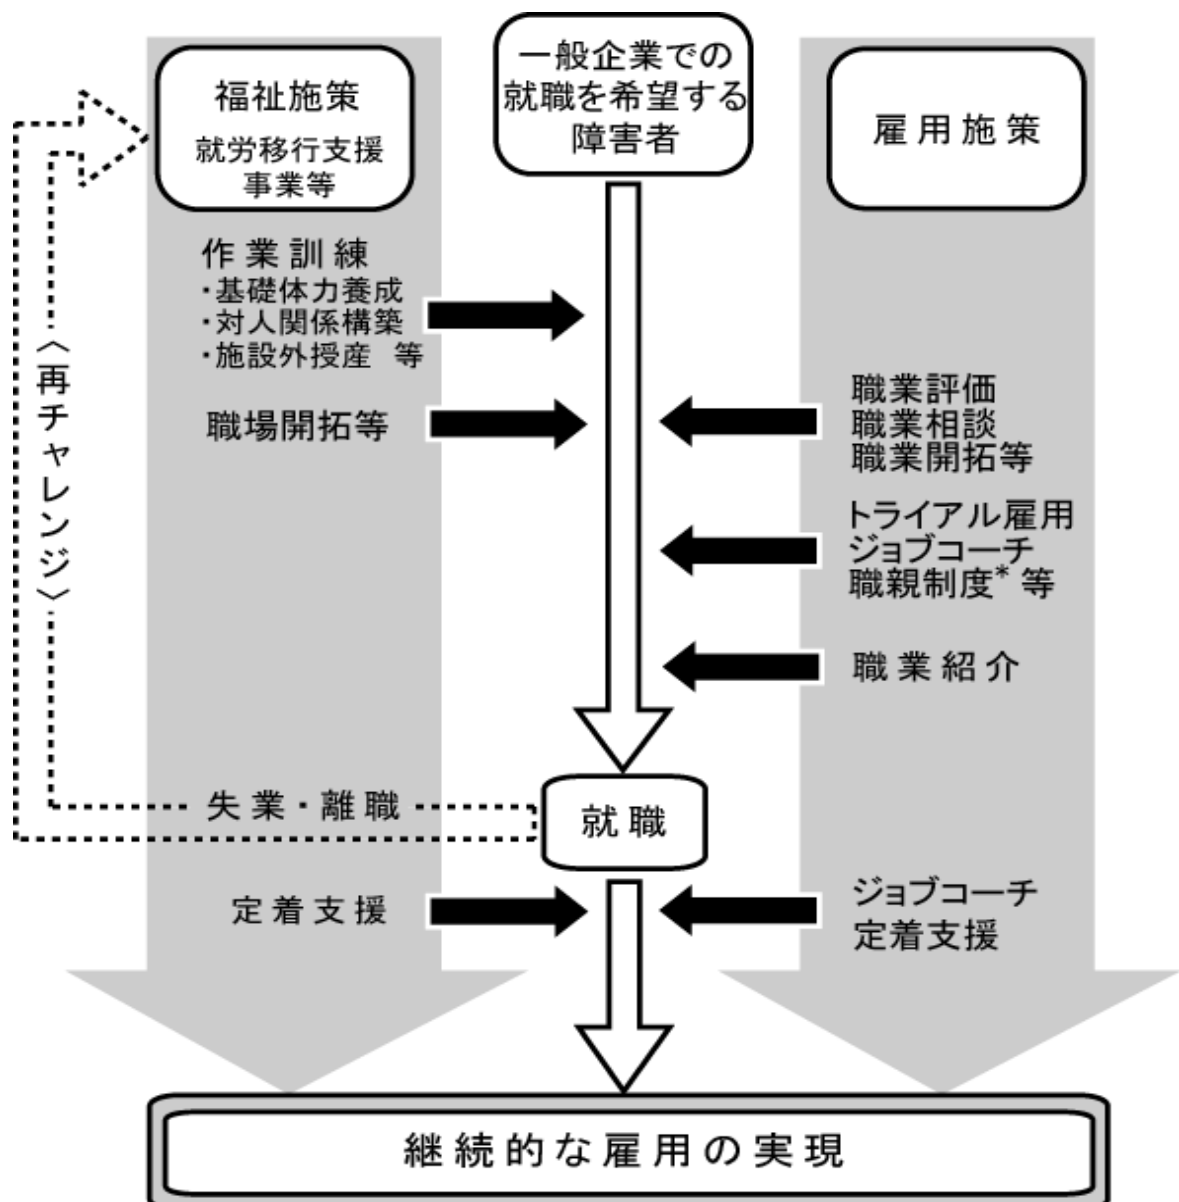 一般企業での
就職を希望する
障害者
福祉施策
就労移行支援
事業等
雇用施策
作業訓練
・基礎体力養成
・対人関係構築
・施設外授産 等
職場開拓等
職業評価
職業相談
職業開拓等
トライアル雇用
ジョブコーチ
職親制度* 等
職業紹介
〈再チャレンジ〉
失業・離職
就職
定着支援
ジョブコーチ
定着支援
継続的な雇用の実現